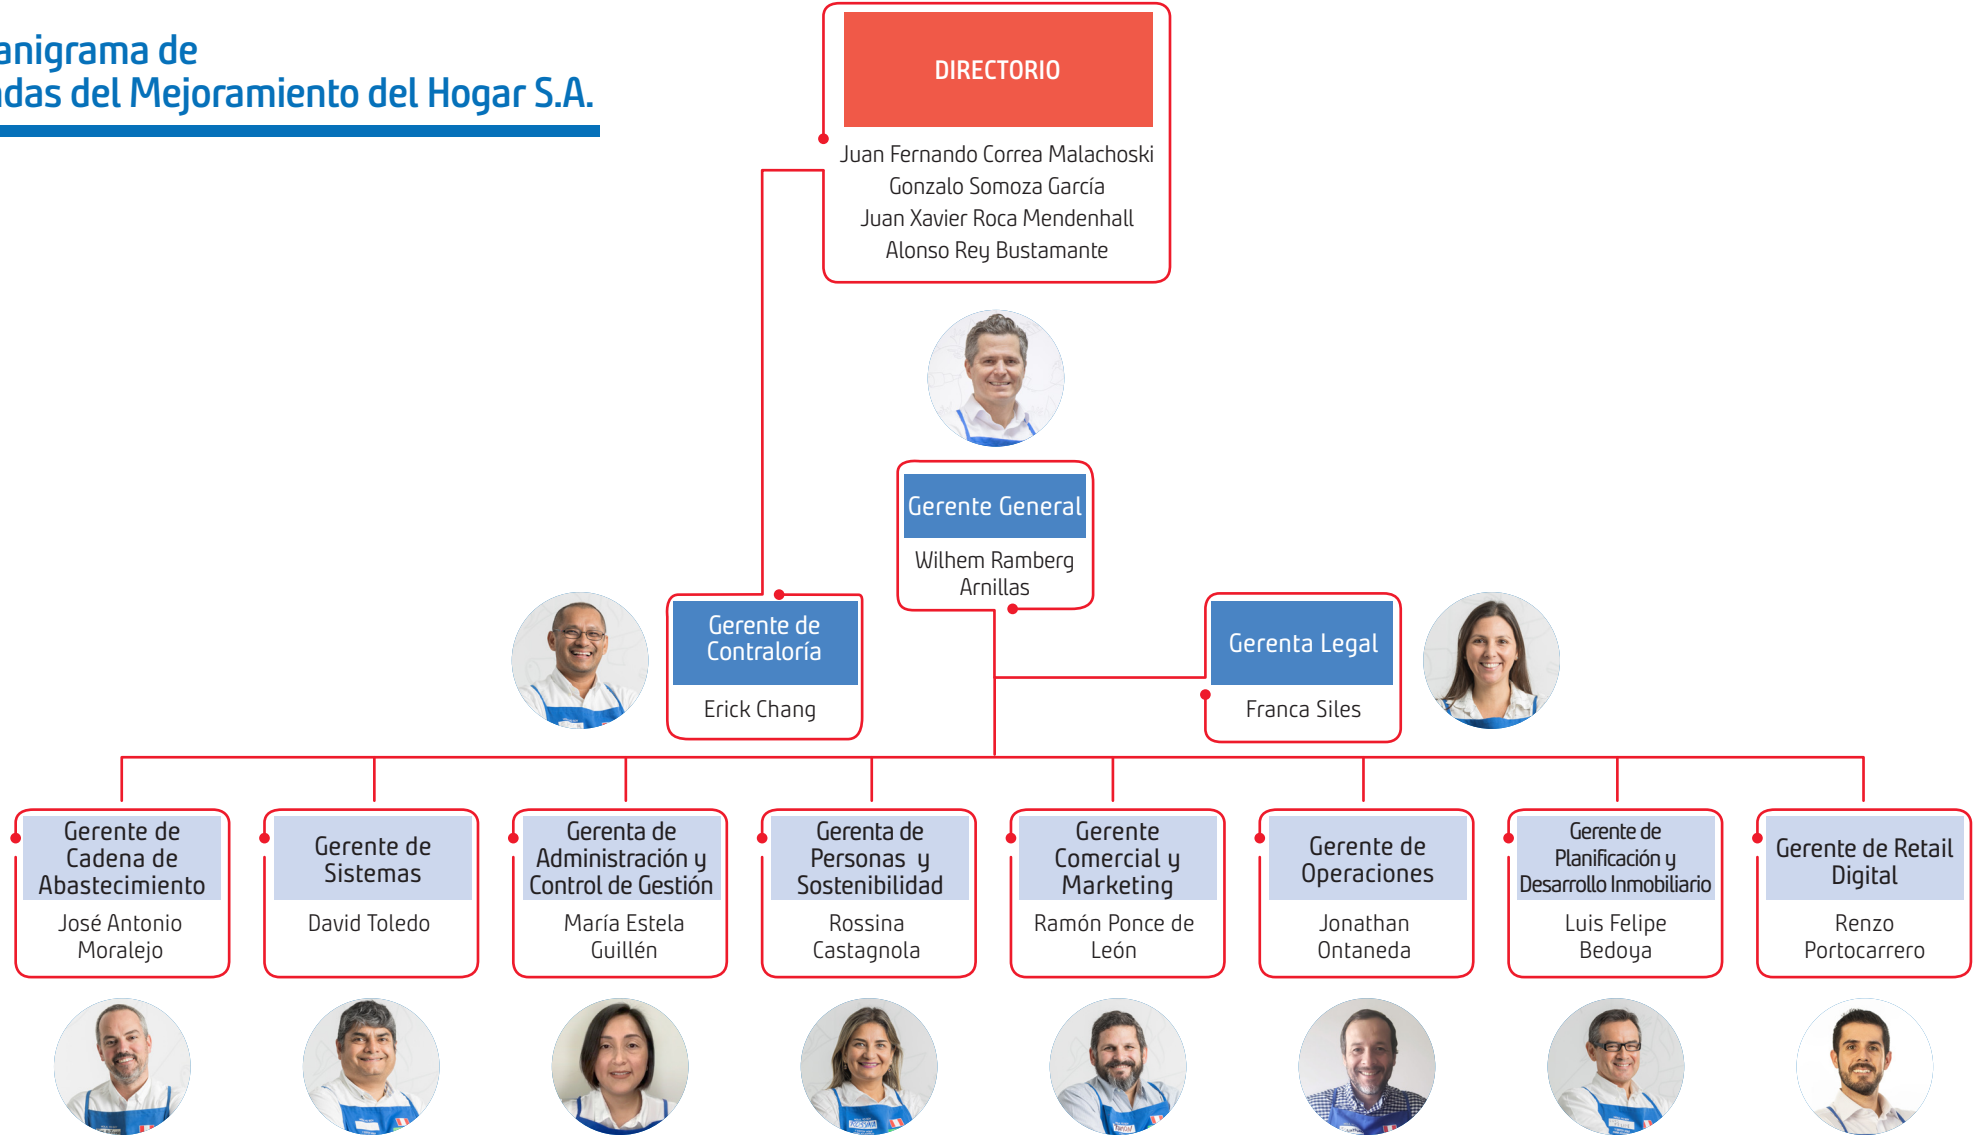 anigrama de
das del Mejoramiento del Hogar S.A.
DIRECTORIO
Juan Fernando Correa Malachoski
Gonzalo Somoza García
Juan Xavier Roca Mendenhall
Alonso Rey Bustamante
Gerente General
Wilhem Ramberg
Arnillas
Gerente de
Contraloría
Erick Chang
Gerenta Legal
Franca Siles
Gerente de
Cadena de
Abastecimiento
José Antonio
Moralejo
Gerente de
Sistemas
David Toledo
Gerenta de
Administración y
Control de Gestión
María Estela
Guillén
Gerenta de
Personas y
Sostenibilidad
Rossina
Castagnola
Gerente
Comercial y
Marketing
Ramón Ponce de
León
Gerente de
Operaciones
Jonathan
Ontaneda
Gerente de
Planificación y
Desarrollo Inmobiliario
Luis Felipe
Bedoya
Gerente de Retail
Digital
Renzo
Portocarrero